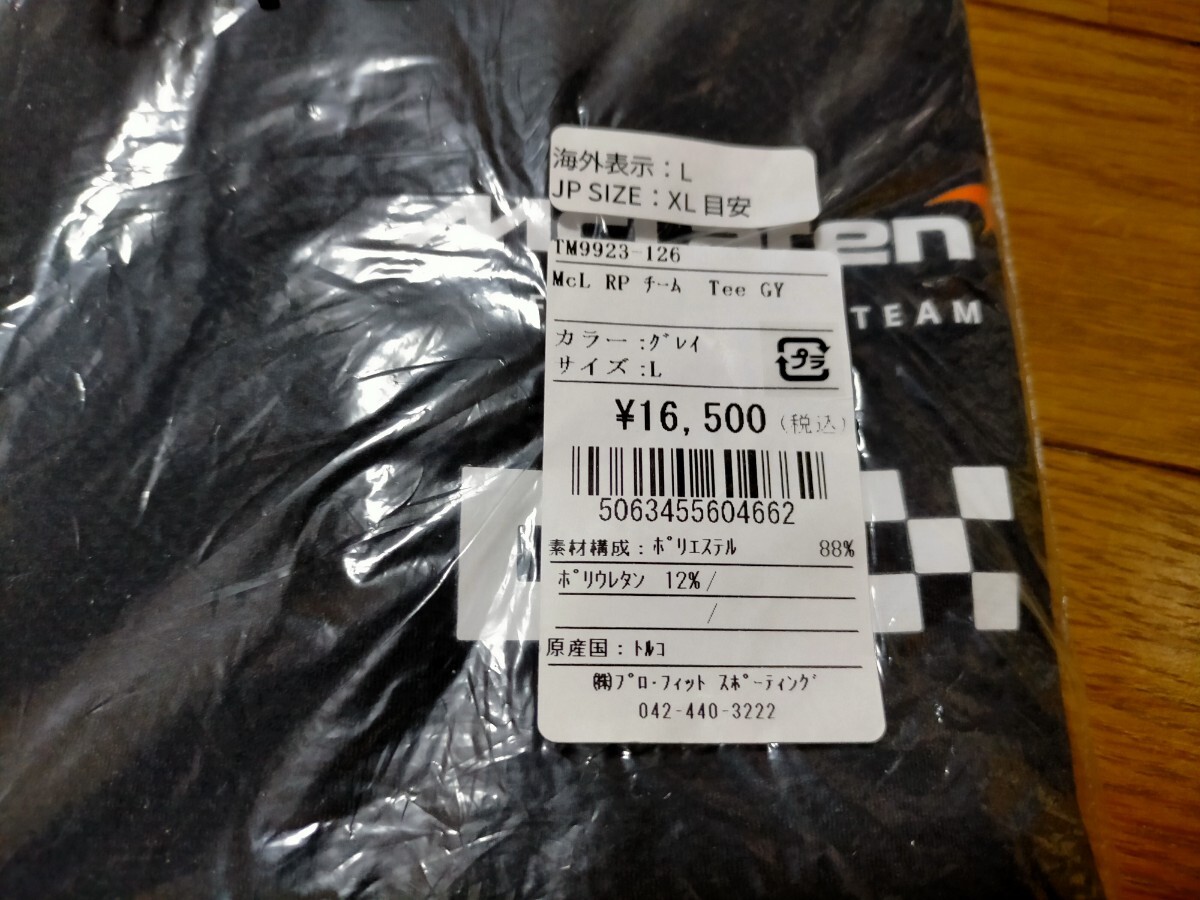 海外表示：L
JP SIZE：XL 目安
McLaren
TM9923-126
McL RP ﾁｰﾑ Tee GY
TEAM
カラー:ｸﾞﾚｲ
サイズ:L
プラ
¥16,500（税込）
5063455604662
素材構成：ﾎﾟﾘｴｽﾃﾙ 88%
ﾎﾟﾘｳﾚﾀﾝ 12%/
/
原産国：ﾄﾙｺ
㈱ﾌﾟﾛ･ﾌｨｯﾄ ｽﾎﾟｰﾃｨﾝｸﾞ
042-440-3222